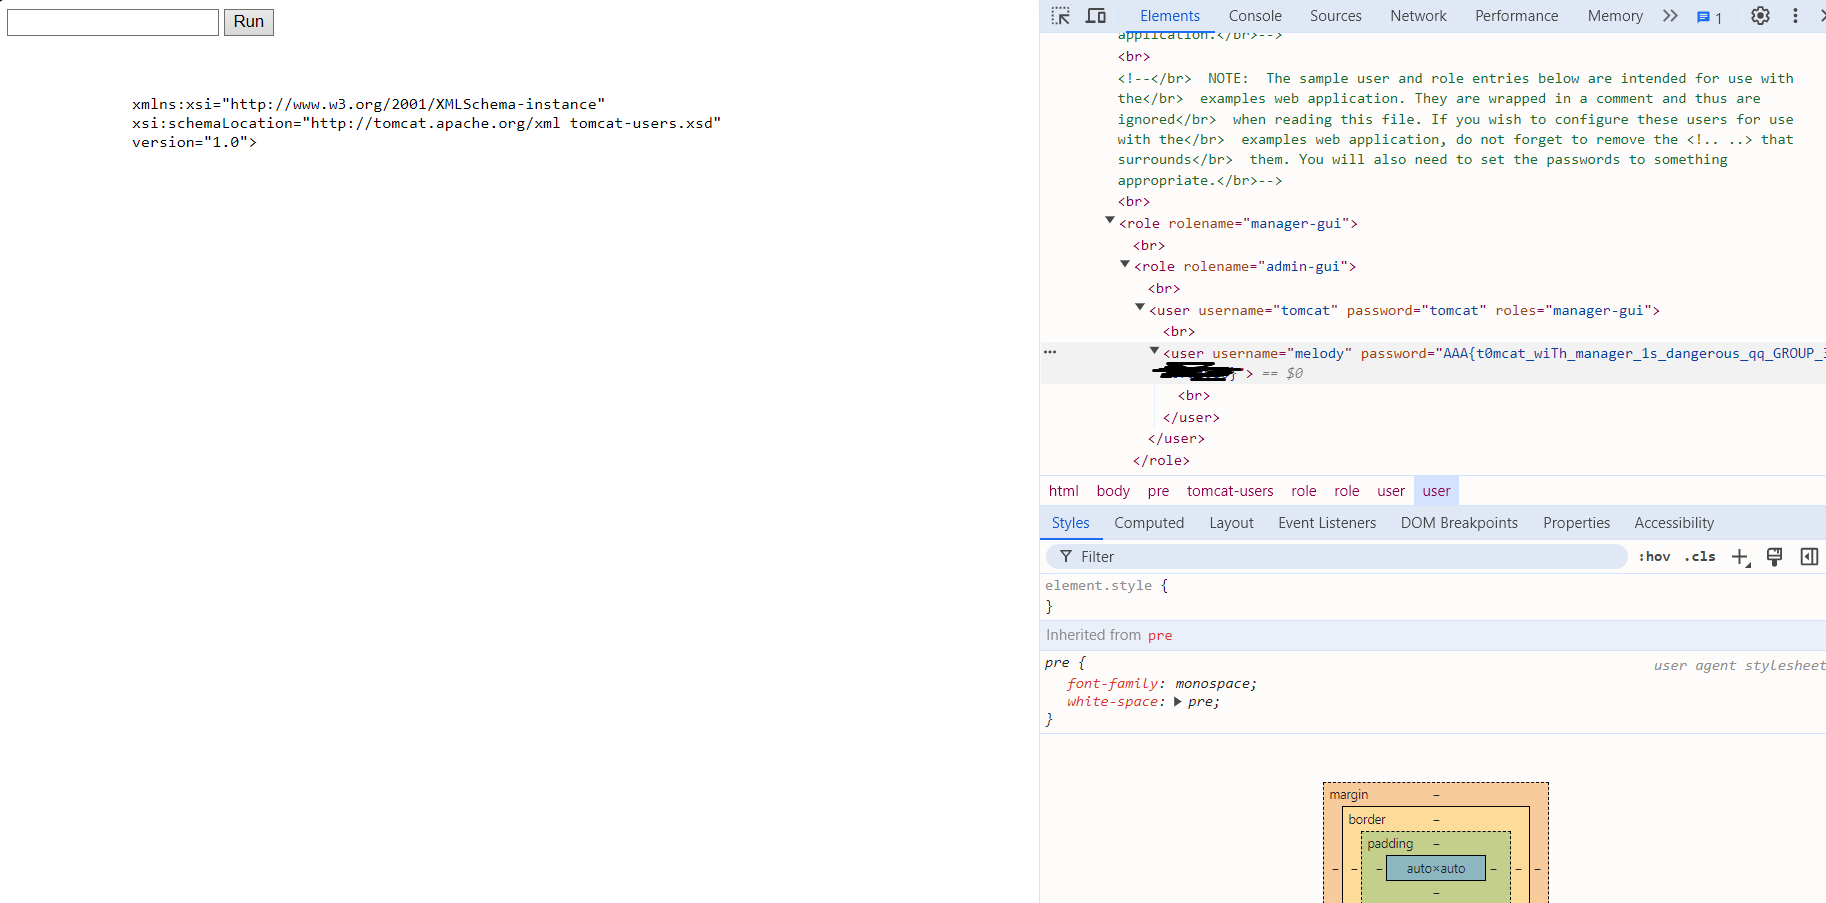 Run
xmlns:xsi="http://www.w3.org/2001/XMLSchema-instance"
xsi:schemaLocation="http://tomcat.apache.org/xml tomcat-users.xsd"
version="1.0">
Elements Console Sources Network Performance Memory 1
application.</br>-->
<br>
<!--</br>  NOTE:  The sample user and role entries below are intended for use with
the</br>  examples web application. They are wrapped in a comment and thus are
ignored</br>  when reading this file. If you wish to configure these users for use
with the</br>  examples web application, do not forget to remove the <!.. ..> that
surrounds</br>  them. You will also need to set the passwords to something
appropriate.</br>-->
<br>
<role rolename="manager-gui">
<br>
<role rolename="admin-gui">
<br>
<user username="tomcat" password="tomcat" roles="manager-gui">
<br>
<user username="melody" password="AAA{t0mcat_wiTh_manager_1s_dangerous_qq_GROUP_
}"> == $0
<br>
</user>
</user>
</role>
html body pre tomcat-users role role user user
Styles Computed Layout Event Listeners DOM Breakpoints Properties Accessibility
Filter :hov .cls
element.style {
}
Inherited from pre
pre { user agent stylesheet
font-family: monospace;
white-space: pre;
}
margin –
border –
padding –
– – – auto×auto – – –
–